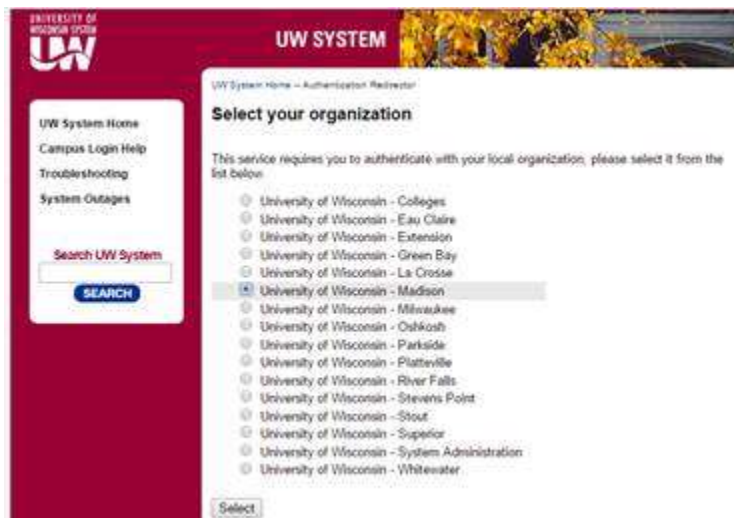 UNIVERSITY OF
WISCONSIN SYSTEM
UW
UW SYSTEM
UW System Home – Authentication Redirector
UW System Home
Campus Login Help
Troubleshooting
System Outages
Search UW System
SEARCH
Select your organization
This service requires you to authenticate with your local organization, please select it from the
list below.
University of Wisconsin - Colleges
University of Wisconsin - Eau Claire
University of Wisconsin - Extension
University of Wisconsin - Green Bay
University of Wisconsin - La Crosse
University of Wisconsin - Madison
University of Wisconsin - Milwaukee
University of Wisconsin - Oshkosh
University of Wisconsin - Parkside
University of Wisconsin - Platteville
University of Wisconsin - River Falls
University of Wisconsin - Stevens Point
University of Wisconsin - Stout
University of Wisconsin - Superior
University of Wisconsin - System Administration
University of Wisconsin - Whitewater
Select